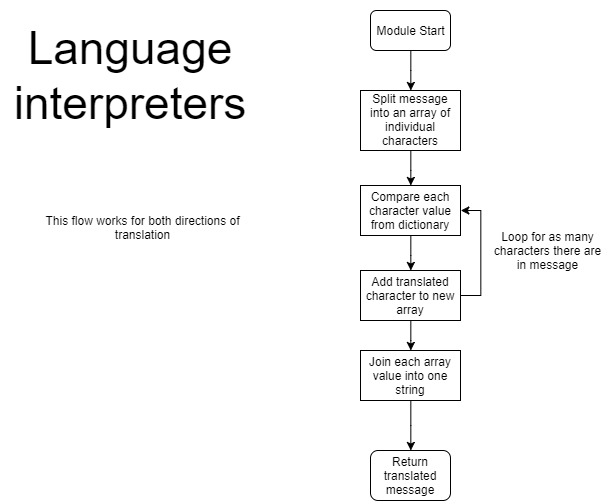 Language
interpreters
This flow works for both directions of
translation
Module Start
Split message
into an array of
individual
characters
Compare each
character value
from dictionary
Loop for as many
characters there are
in message
Add translated
character to new
array
Join each array
value into one
string
Return
translated
message